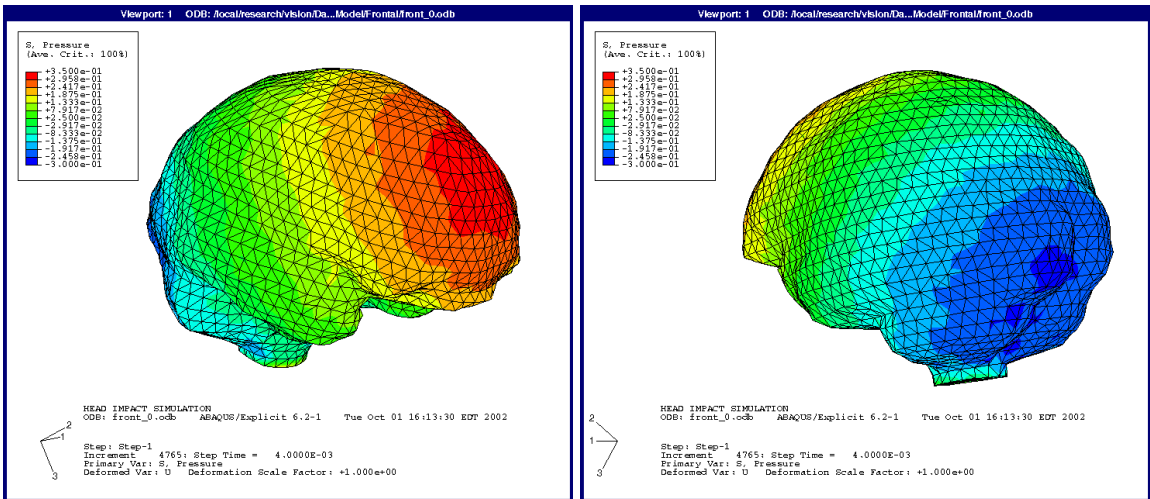 Viewport: 1 ODB: /local/research/vision/Da...Model/Frontal/front_0.odb
S, Pressure
(Ave. Crit.: 100%)
+3.500e-01
+2.958e-01
+2.417e-01
+1.875e-01
+1.333e-01
+7.917e-02
+2.500e-02
-2.917e-02
-8.333e-02
-1.375e-01
-1.917e-01
-2.458e-01
-3.000e-01
2
1
3
HEAD IMPACT SIMULATION
ODB: front_0.odb ABAQUS/Explicit 6.2-1 Tue Oct 01 16:13:30 EDT 2002
Step: Step-1
Increment 4765: Step Time = 4.0000E-03
Primary Var: S, Pressure
Deformed Var: U Deformation Scale Factor: +1.000e+00
Viewport: 1 ODB: /local/research/vision/Da...Model/Frontal/front_0.odb
S, Pressure
(Ave. Crit.: 100%)
+3.500e-01
+2.958e-01
+2.417e-01
+1.875e-01
+1.333e-01
+7.917e-02
+2.500e-02
-2.917e-02
-8.333e-02
-1.375e-01
-1.917e-01
-2.458e-01
-3.000e-01
2
1
3
HEAD IMPACT SIMULATION
ODB: front_0.odb ABAQUS/Explicit 6.2-1 Tue Oct 01 16:13:30 EDT 2002
Step: Step-1
Increment 4765: Step Time = 4.0000E-03
Primary Var: S, Pressure
Deformed Var: U Deformation Scale Factor: +1.000e+00